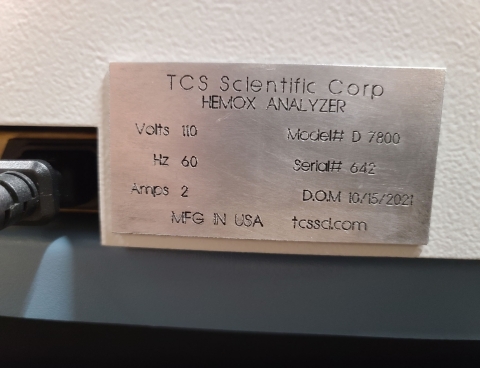 TCS Scientific Corp
HEMOX ANALYZER
Volts 110 Model# D 7800
Hz 60 Serial# 642
Amps 2 D.O.M 10/15/2021
MFG IN USA tcssci.com